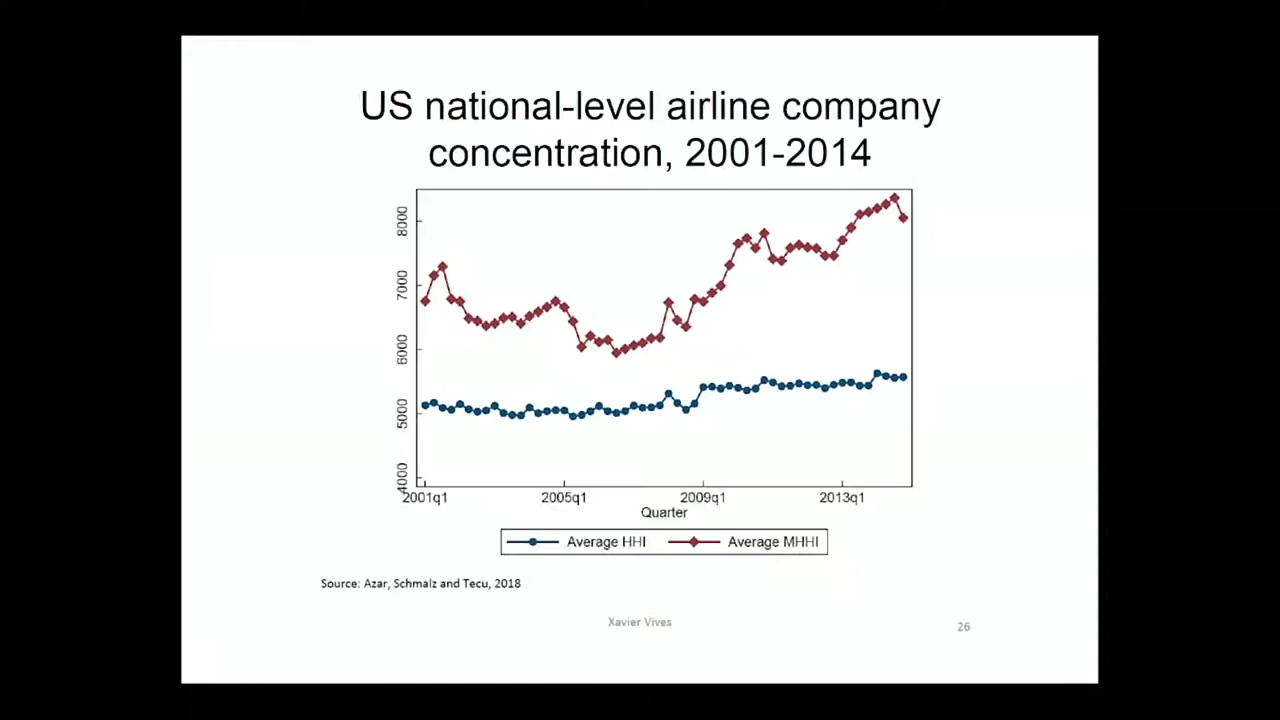 US national-level airline company
concentration, 2001-2014
8000
7000
6000
5000
4000
2001q1 2005q1 2009q1 2013q1
Quarter
Average HHI Average MHHI
Source: Azar, Schmalz and Tecu, 2018
Xavier Vives
26